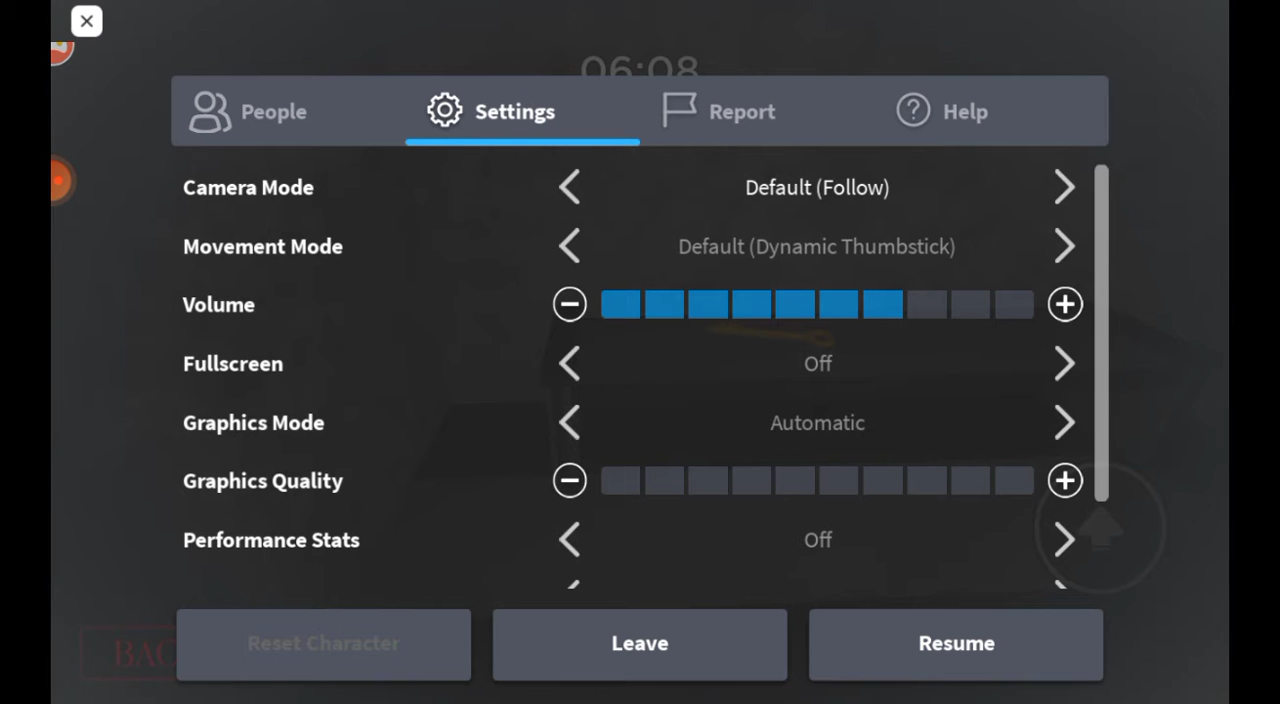 06:08
People Settings Report Help
Camera Mode Default (Follow)
Movement Mode Default (Dynamic Thumbstick)
Volume
Fullscreen Off
Graphics Mode Automatic
Graphics Quality
Performance Stats Off
BAC
Reset Character Leave Resume